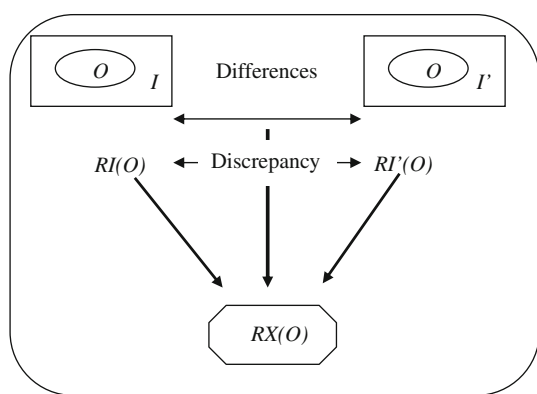 O I Differences O I’
RI(O) Discrepancy RI’(O)
RX(O)